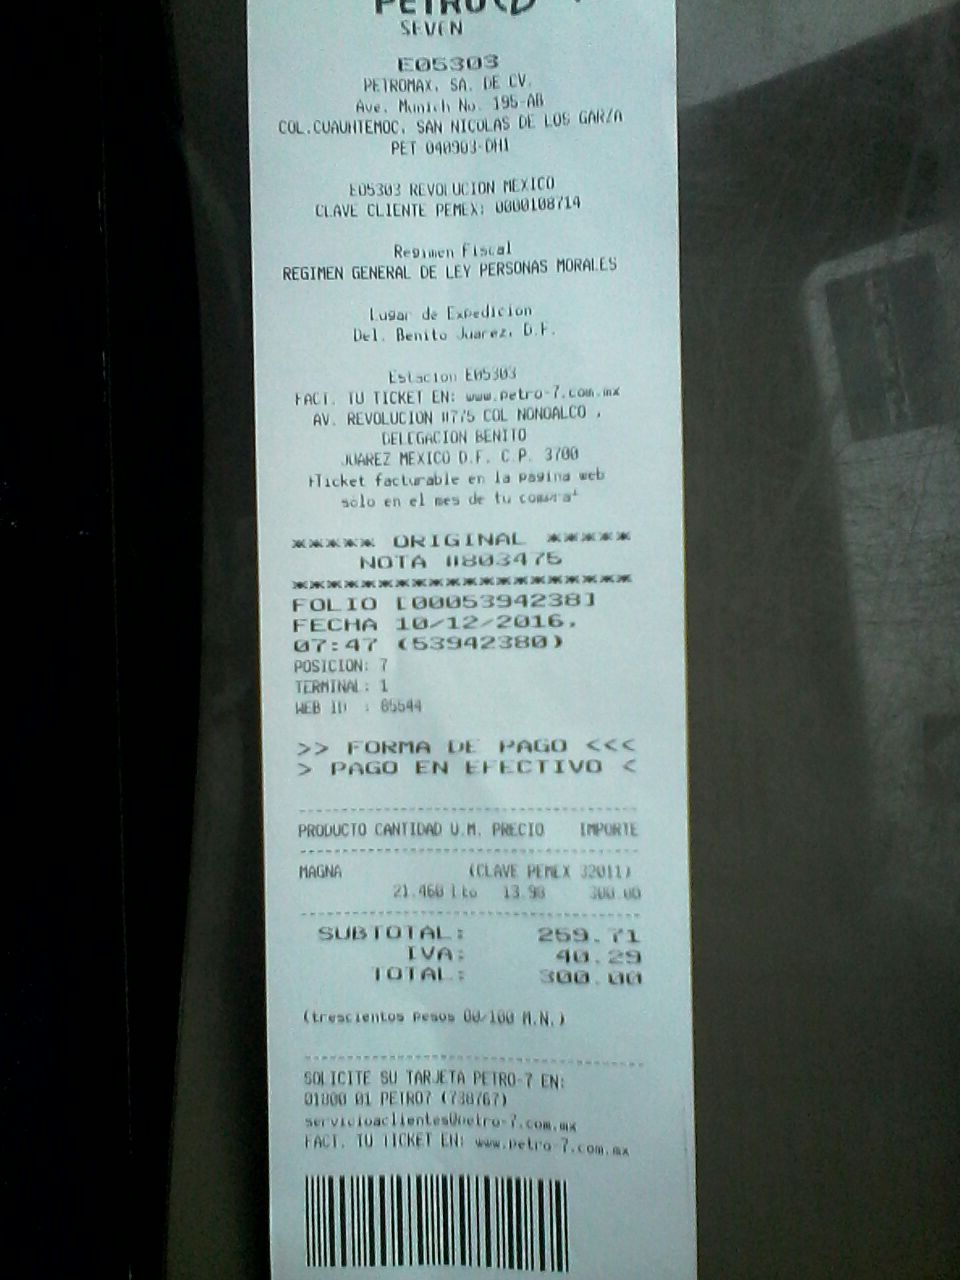 PETRO
SEVEN
E05303
PETROMAX, SA. DE CV.
Ave. Munich No. 195-AB
COL.CUAUHTEMOC, SAN NICOLAS DE LOS GARZA
PET 040903-DH1
E05303 REVOLUCION MEXICO
CLAVE CLIENTE PEMEX: 0000108714
Regimen Fiscal
REGIMEN GENERAL DE LEY PERSONAS MORALES
Lugar de Expedicion
Del. Benito Juarez, D.F.
Estacion E05303
FACT. TU TICKET EN: www.petro-7.com.mx
AV. REVOLUCION #775 COL NONOALCO ,
DELEGACION BENITO
JUAREZ MEXICO D.F. C.P. 3700
Ticket facturable en la pagina web
solo en el mes de tu compra*
***** ORIGINAL *****
NOTA #803475
********************
FOLIO [0005394238]
FECHA 10/12/2016,
07:47 (53942380)
POSICION: 7
TERMINAL: 1
WEB ID : 85544
>> FORMA DE PAGO <<<
> PAGO EN EFECTIVO <
PRODUCTO CANTIDAD U.M. PRECIO IMPORTE
MAGNA (CLAVE PEMEX 32011)
21.460 Lto 13.98 300.00
SUBTOTAL: 259.71
IVA: 40.29
TOTAL: 300.00
(trescientos pesos 00/100 M.N.)
SOLICITE SU TARJETA PETRO-7 EN:
01800 01 PETRO7 (738767)
servicioaclientes@petro-7.com.mx
FACT. TU TICKET EN: www.petro-7.com.mx